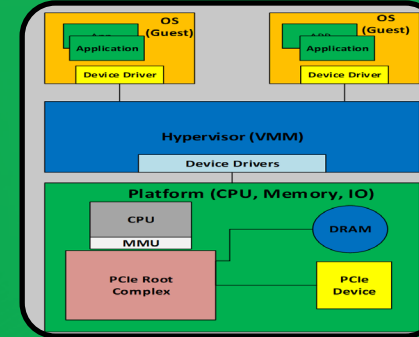 OS
(Guest)
Application
Device Driver
OS
(Guest)
Application
Device Driver
Hypervisor (VMM)
Device Drivers
Platform (CPU, Memory, IO)
CPU
MMU
DRAM
PCIe Root
Complex
PCIe
Device